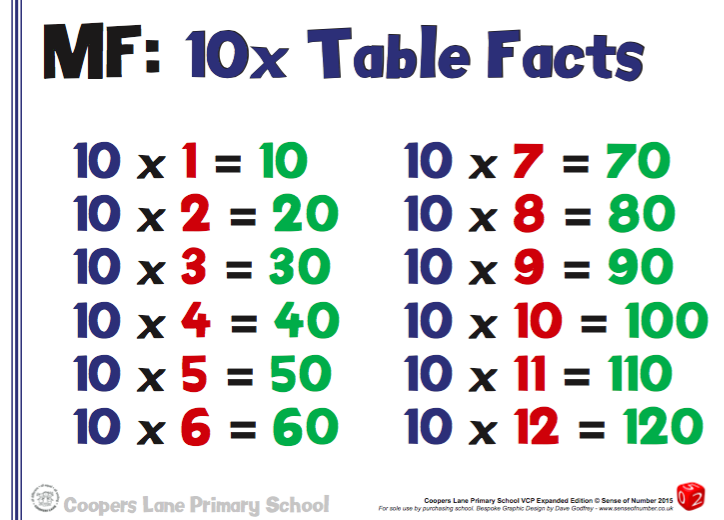 MF: 10x Table Facts
10 x 1 = 10
10 x 2 = 20
10 x 3 = 30
10 x 4 = 40
10 x 5 = 50
10 x 6 = 60
10 x 7 = 70
10 x 8 = 80
10 x 9 = 90
10 x 10 = 100
10 x 11 = 110
10 x 12 = 120
Coopers Lane Primary School
Coopers Lane Primary School VCP Expanded Edition © Sense of Number 2015
For sole use by purchasing school. Bespoke Graphic Design by Dave Godfrey - www.senseofnumber.co.uk